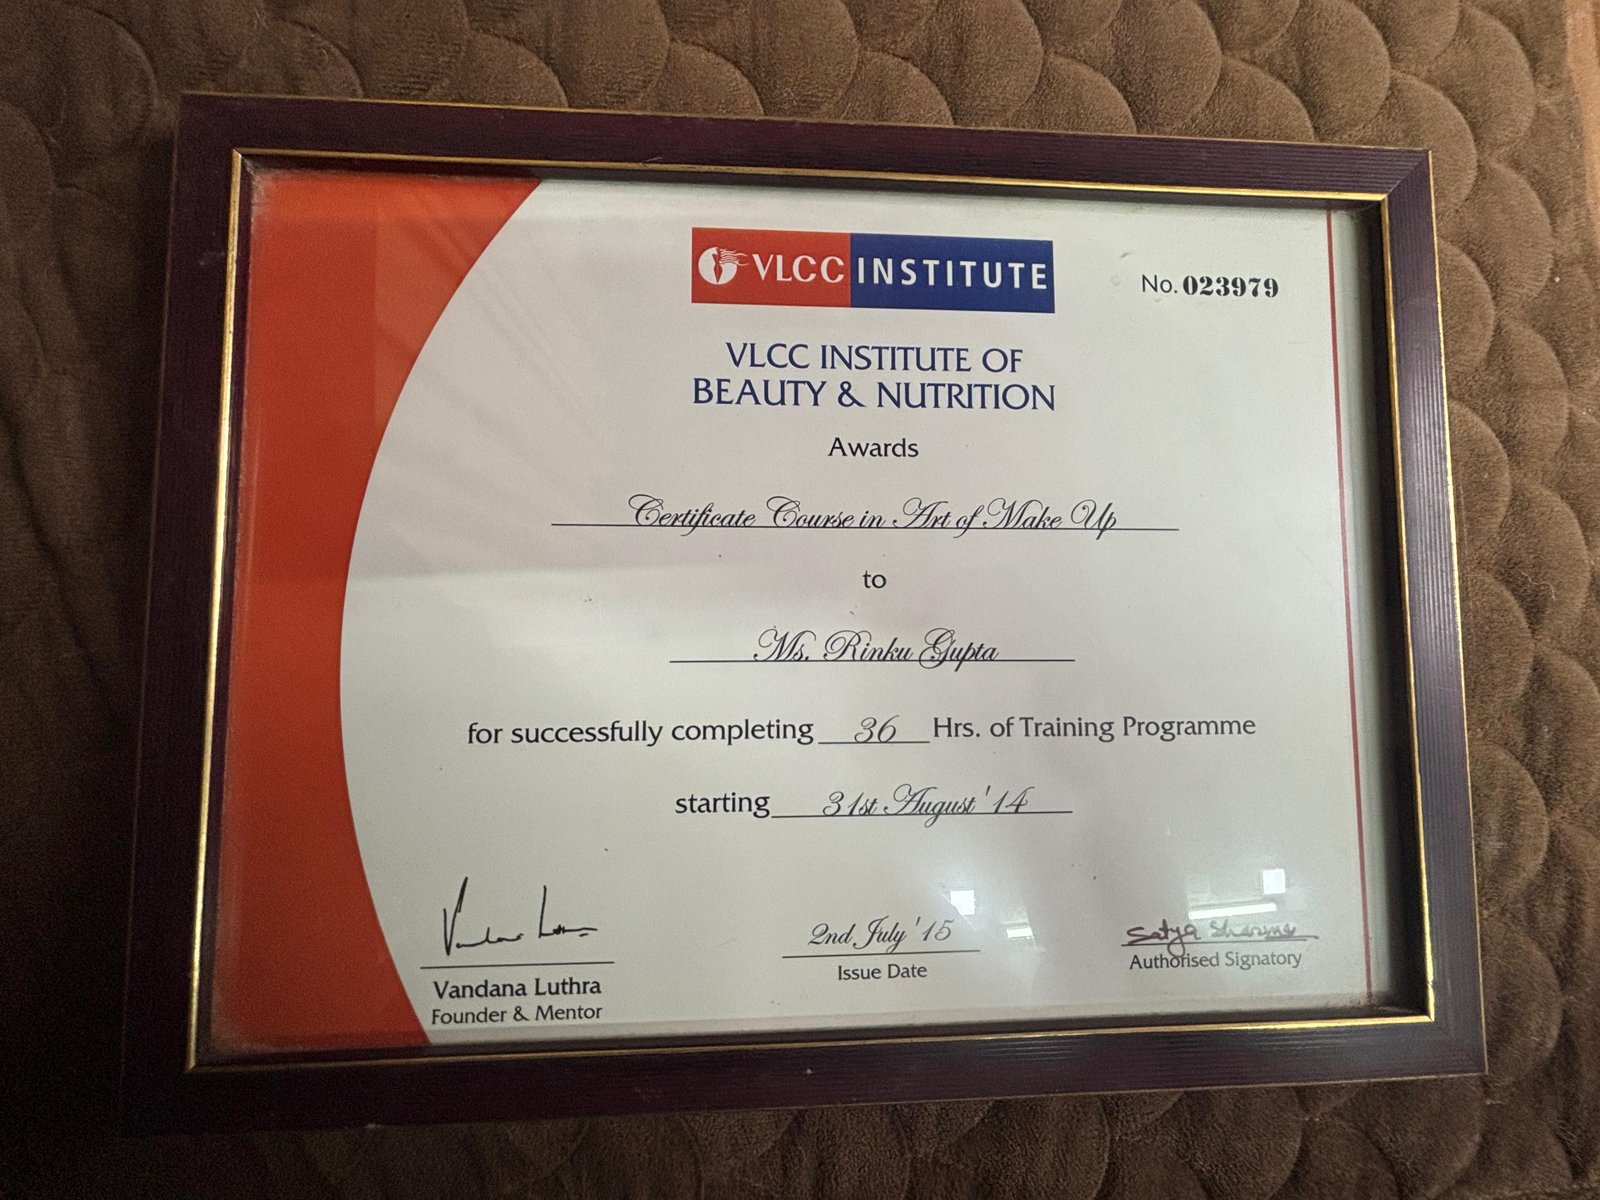 VLCC INSTITUTE
No. 023979
VLCC INSTITUTE OF
BEAUTY & NUTRITION
Awards
Certificate Course in Art of Make Up
to
Ms. Rinku Gupta
for successfully completing 36 Hrs. of Training Programme
starting 31st August '14
Satya Sharma
2nd July '15
Authorised Signatory
Issue Date
Vandana Luthra
Founder & Mentor